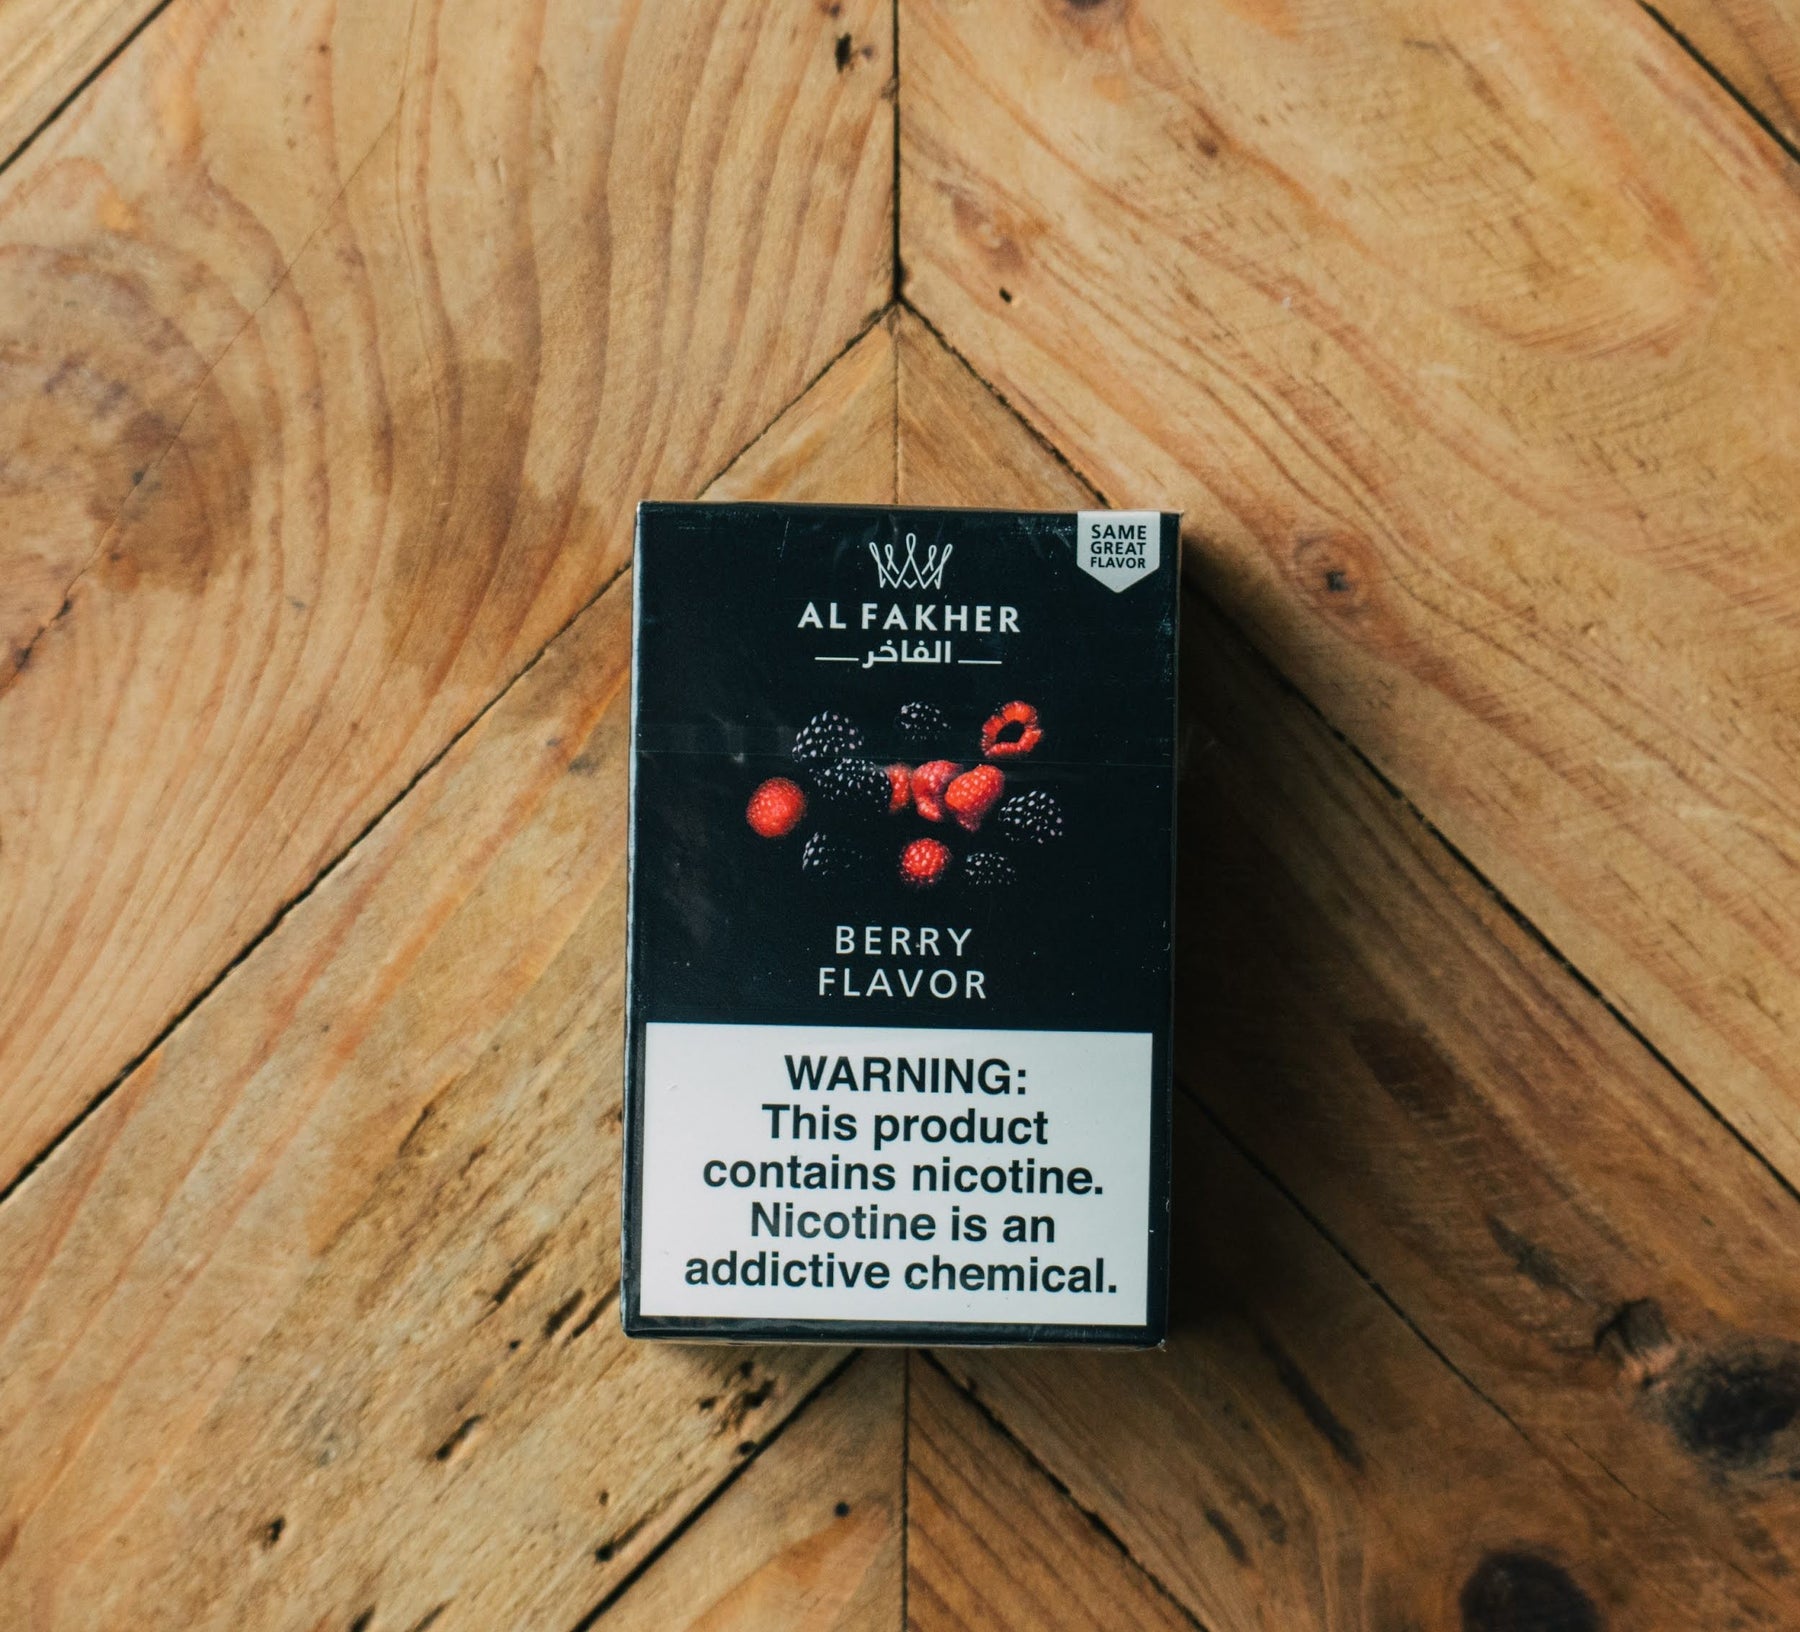 SAME
GREAT
FLAVOR
AL FAKHER
الفاخر
BERRY
FLAVOR
WARNING:
This product
contains nicotine.
Nicotine is an
addictive chemical.